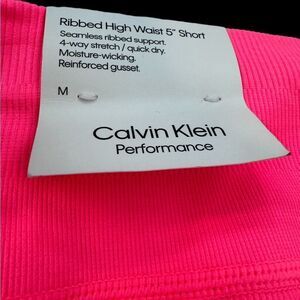 Ribbed High Waist 5" Short
Seamless ribbed support.
4-way stretch / quick dry.
Moisture-wicking.
Reinforced gusset.
M
Calvin Klein
Performance